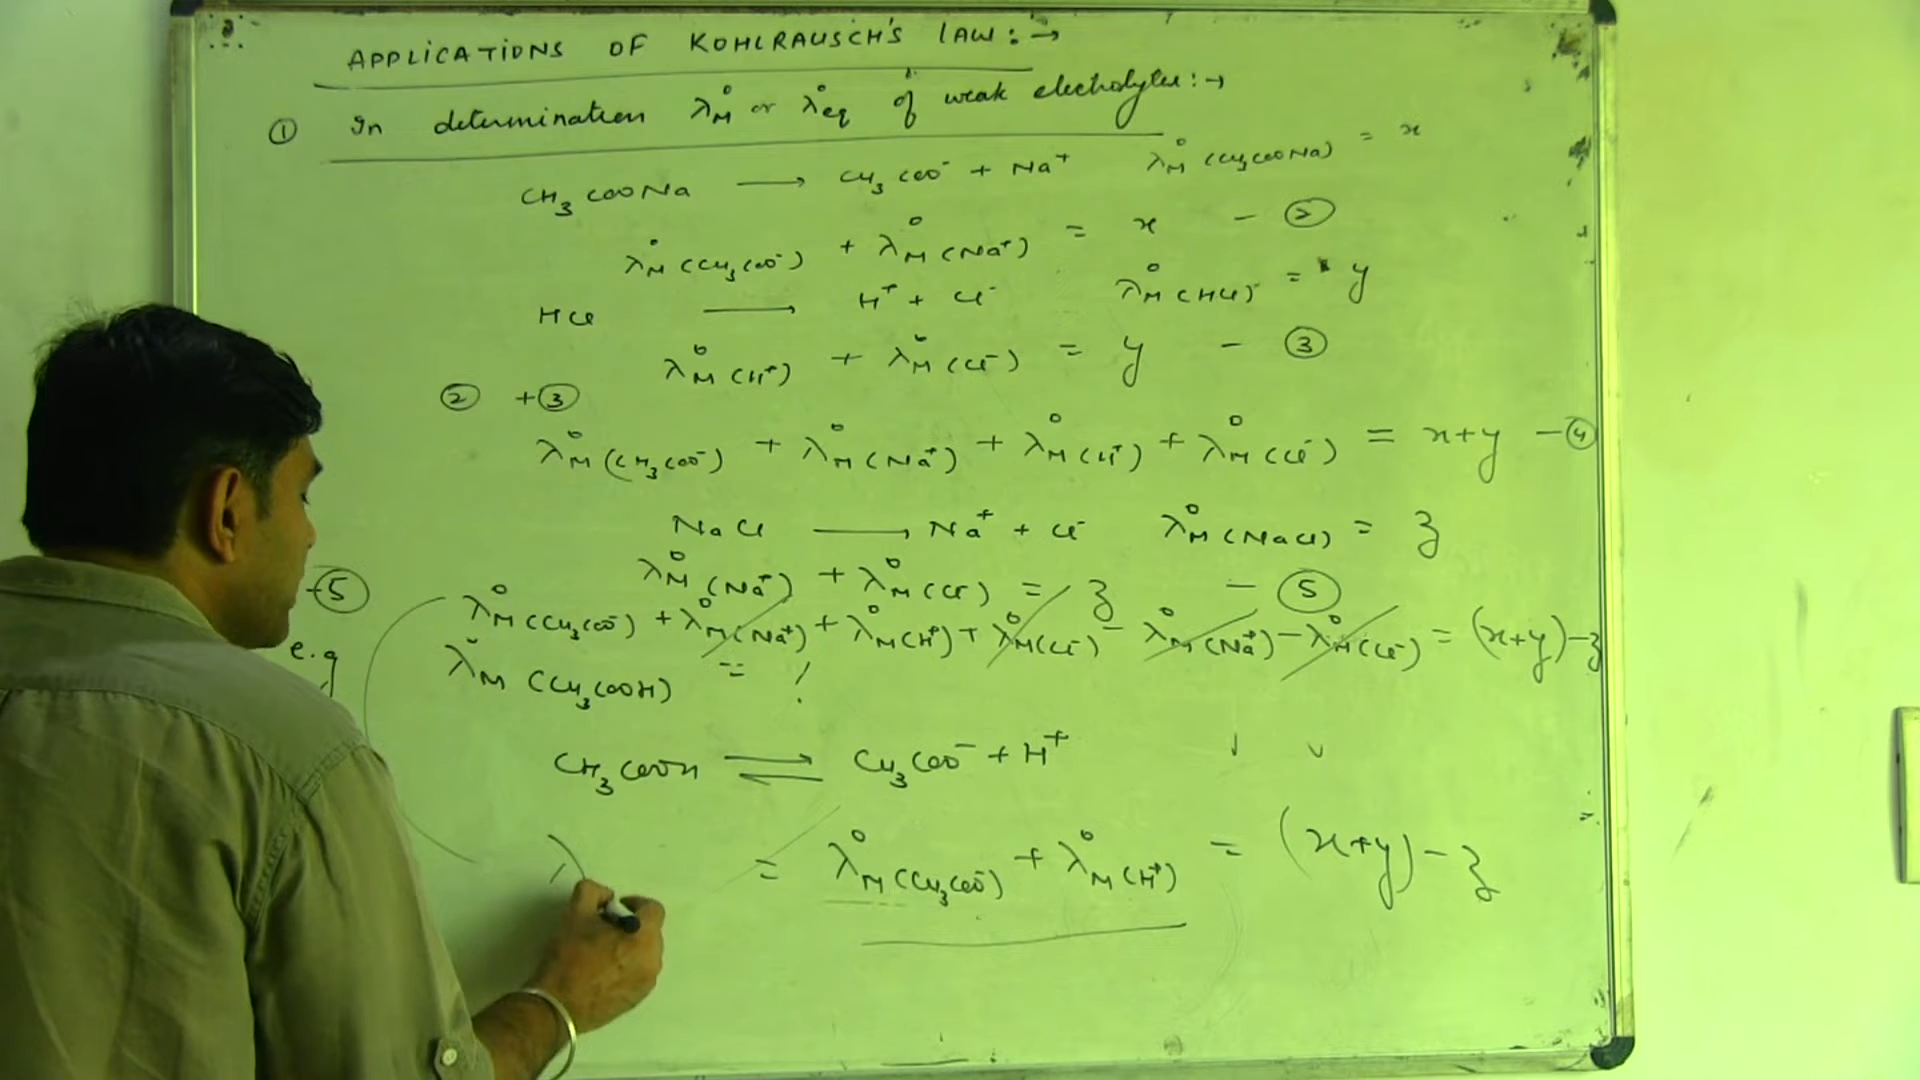 APPLICATIONS OF KOHLRAUSCH'S LAW :→
① In determination λ°M or λ°eq of weak electrolytes :→
CH₃COONa ⟶ CH₃COO⁻ + Na⁺ λ°M (CH₃COONa) = x
λ°M (CH₃COO⁻) + λ°M (Na⁺) = x – ②
HCl ⟶ H⁺ + Cl⁻ λ°M (HCl) = y
λ°M (H⁺) + λ°M (Cl⁻) = y – ③
② + ③
λ°M (CH₃COO⁻) + λ°M (Na⁺) + λ°M (H⁺) + λ°M (Cl⁻) = x+y – ④
NaCl ⟶ Na⁺ + Cl⁻ λ°M (NaCl) = z
λ°M (Na⁺) + λ°M (Cl⁻) = z – ⑤
-⑤ λ°M (CH₃COO⁻) + λ°M (Na⁺) + λ°M (H⁺) + λ°M (Cl⁻) – λ°M (Na⁺) – λ°M (Cl⁻) = (x+y) – z
e.g λ°M (CH₃COOH) = !
CH₃COOH ⇌ CH₃COO⁻ + H⁺
λ = λ°M (CH₃COO⁻) + λ°M (H⁺) = (x+y) – z